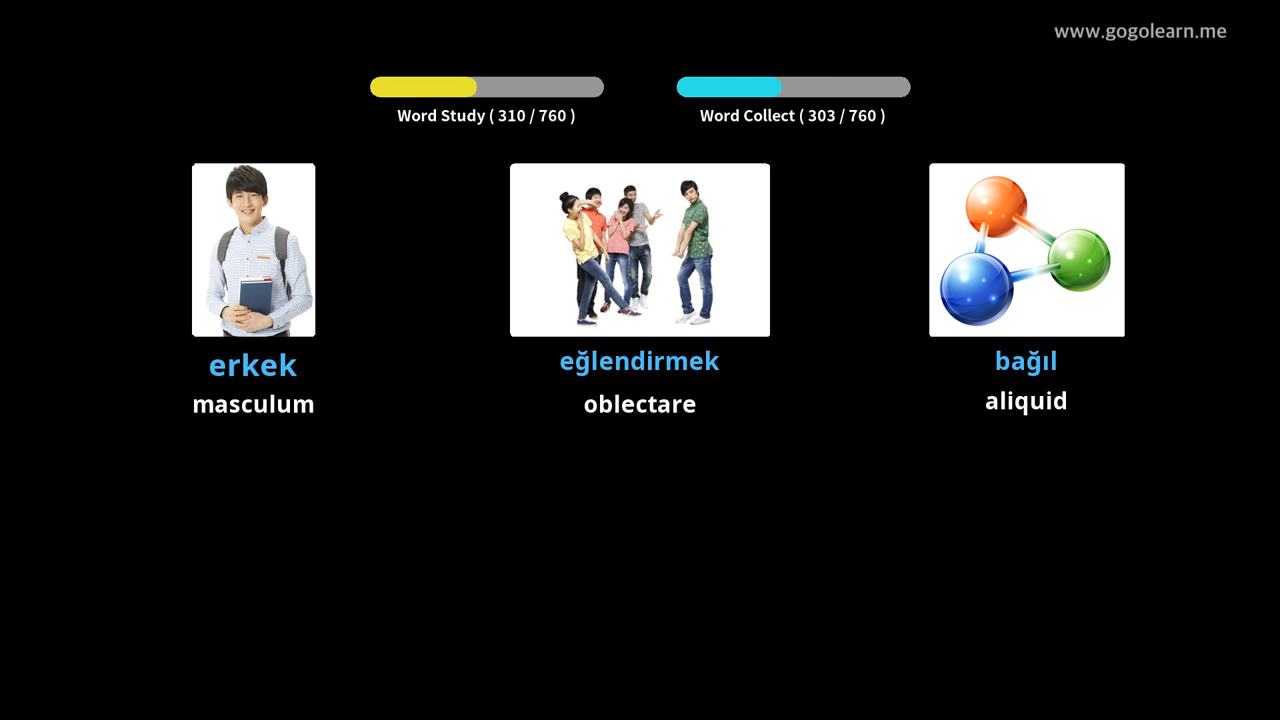 www.gogolearn.me
Word Study ( 310 / 760 )
Word Collect ( 303 / 760 )
erkek
masculum
eğlendirmek
oblectare
bağıl
aliquid